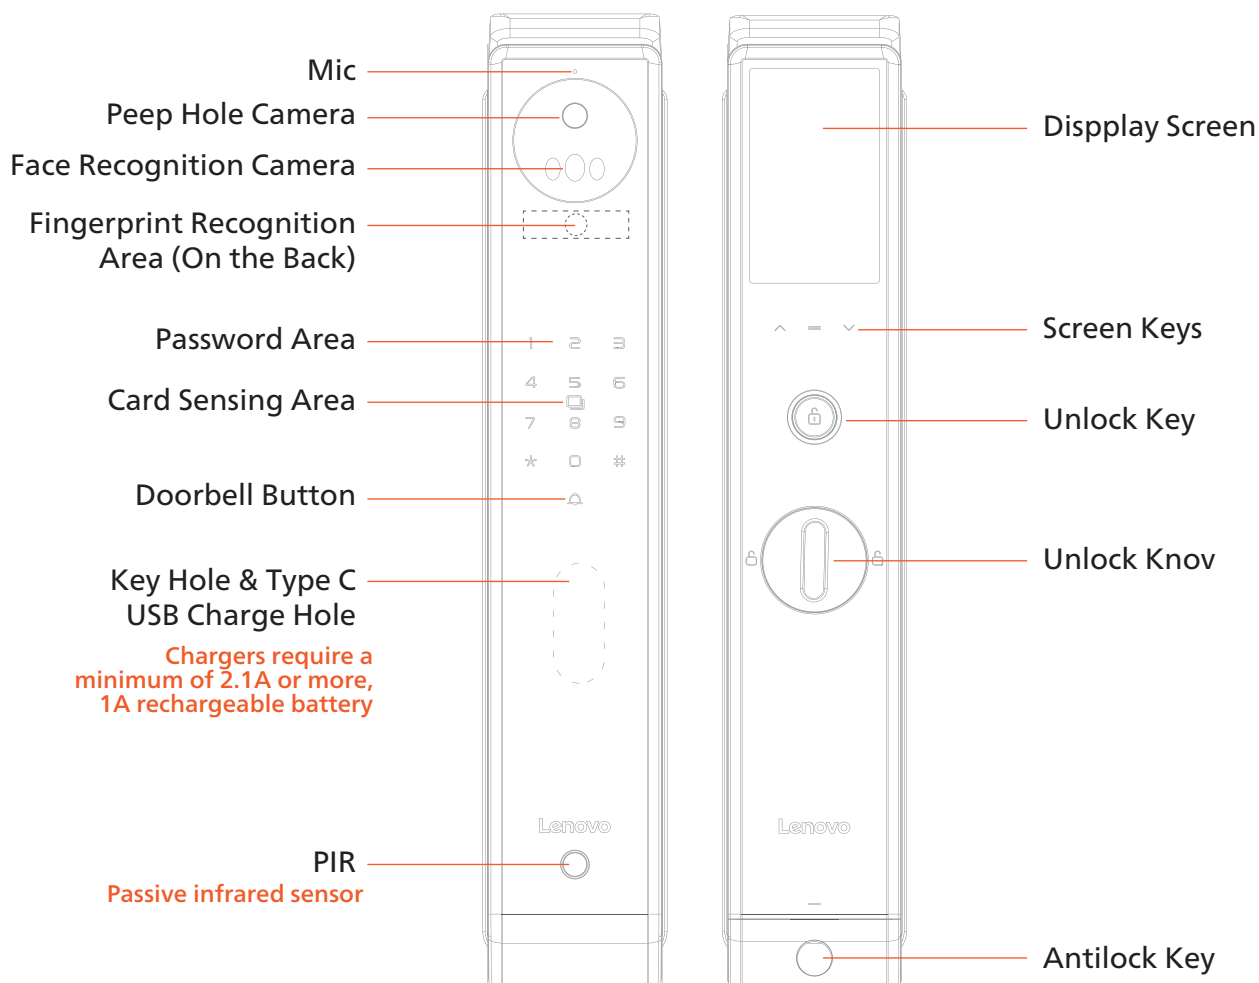 Mic
Peep Hole Camera
Face Recognition Camera
Fingerprint Recognition
Area (On the Back)
Password Area
Card Sensing Area
Doorbell Button
Key Hole & Type C
USB Charge Hole
Chargers require a
minimum of 2.1A or more,
1A rechargeable battery
PIR
Passive infrared sensor
1 2 3
4 5 6
7 8 9
* 0 #
Lenovo
Lenovo
Dispplay Screen
Screen Keys
Unlock Key
Unlock Knov
Antilock Key